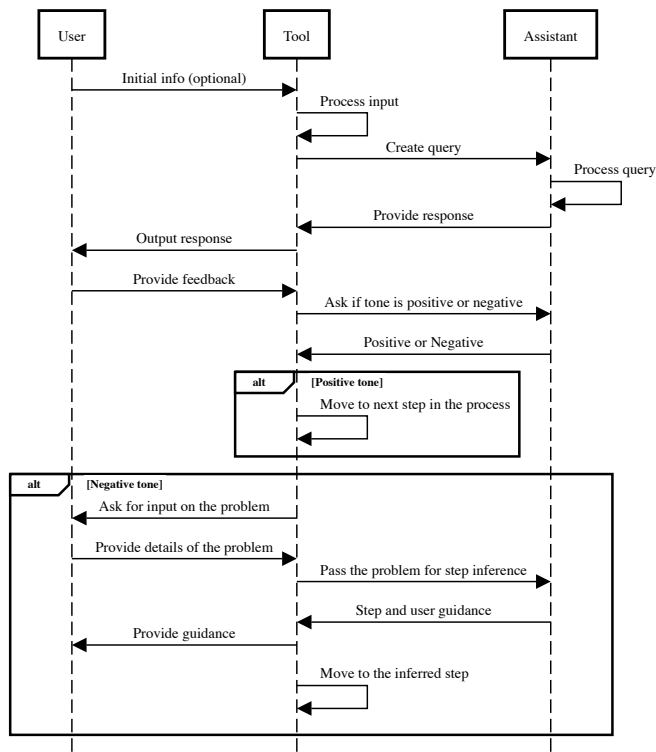 User
Tool
Assistant
Initial info (optional)
Process input
Create query
Process query
Provide response
Output response
Provide feedback
Ask if tone is positive or negative
Positive or Negative
alt [Positive tone]
Move to next step in the process
alt [Negative tone]
Ask for input on the problem
Provide details of the problem
Pass the problem for step inference
Step and user guidance
Provide guidance
Move to the inferred step